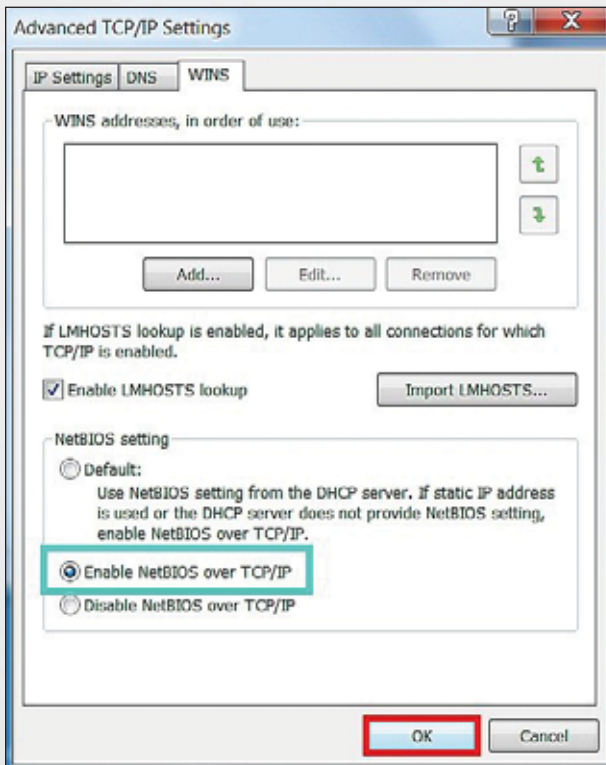 Advanced TCP/IP Settings
IP Settings DNS WINS
WINS addresses, in order of use:
Add... Edit... Remove
If LMHOSTS lookup is enabled, it applies to all connections for which
TCP/IP is enabled.
Enable LMHOSTS lookup Import LMHOSTS...
NetBIOS setting
Default:
Use NetBIOS setting from the DHCP server. If static IP address
is used or the DHCP server does not provide NetBIOS setting,
enable NetBIOS over TCP/IP.
Enable NetBIOS over TCP/IP
Disable NetBIOS over TCP/IP
OK Cancel